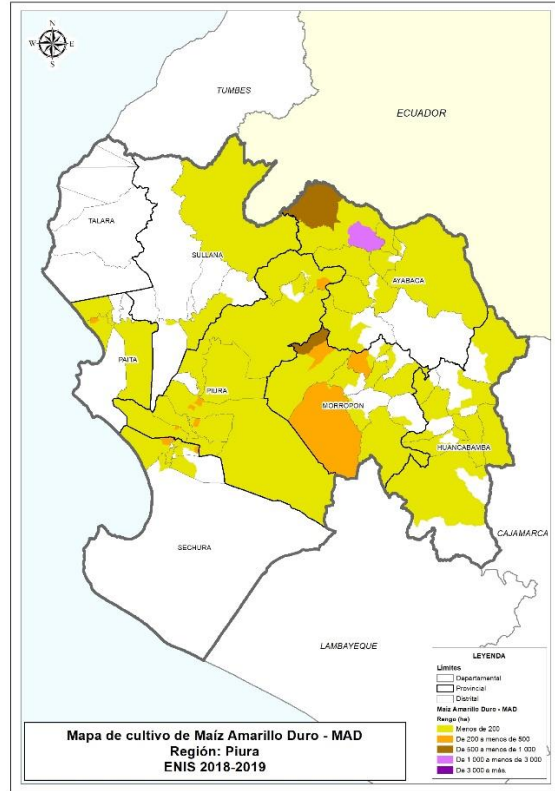 N
W E
S
TUMBES
ECUADOR
TALARA
SULLANA
AYABACA
PAITA
PIURA
MORROPON
HUANCABAMBA
SECHURA
CAJAMARCA
LAMBAYEQUE
LEYENDA
Límites
Departamental
Provincial
Distrital
Maíz Amarillo Duro - MAD
Rango (ha)
Menos de 200
De 200 a menos de 500
De 500 a menos de 1 000
De 1 000 a menos de 3 000
De 3 000 a más
Mapa de cultivo de Maíz Amarillo Duro - MAD
Región: Piura
ENIS 2018-2019